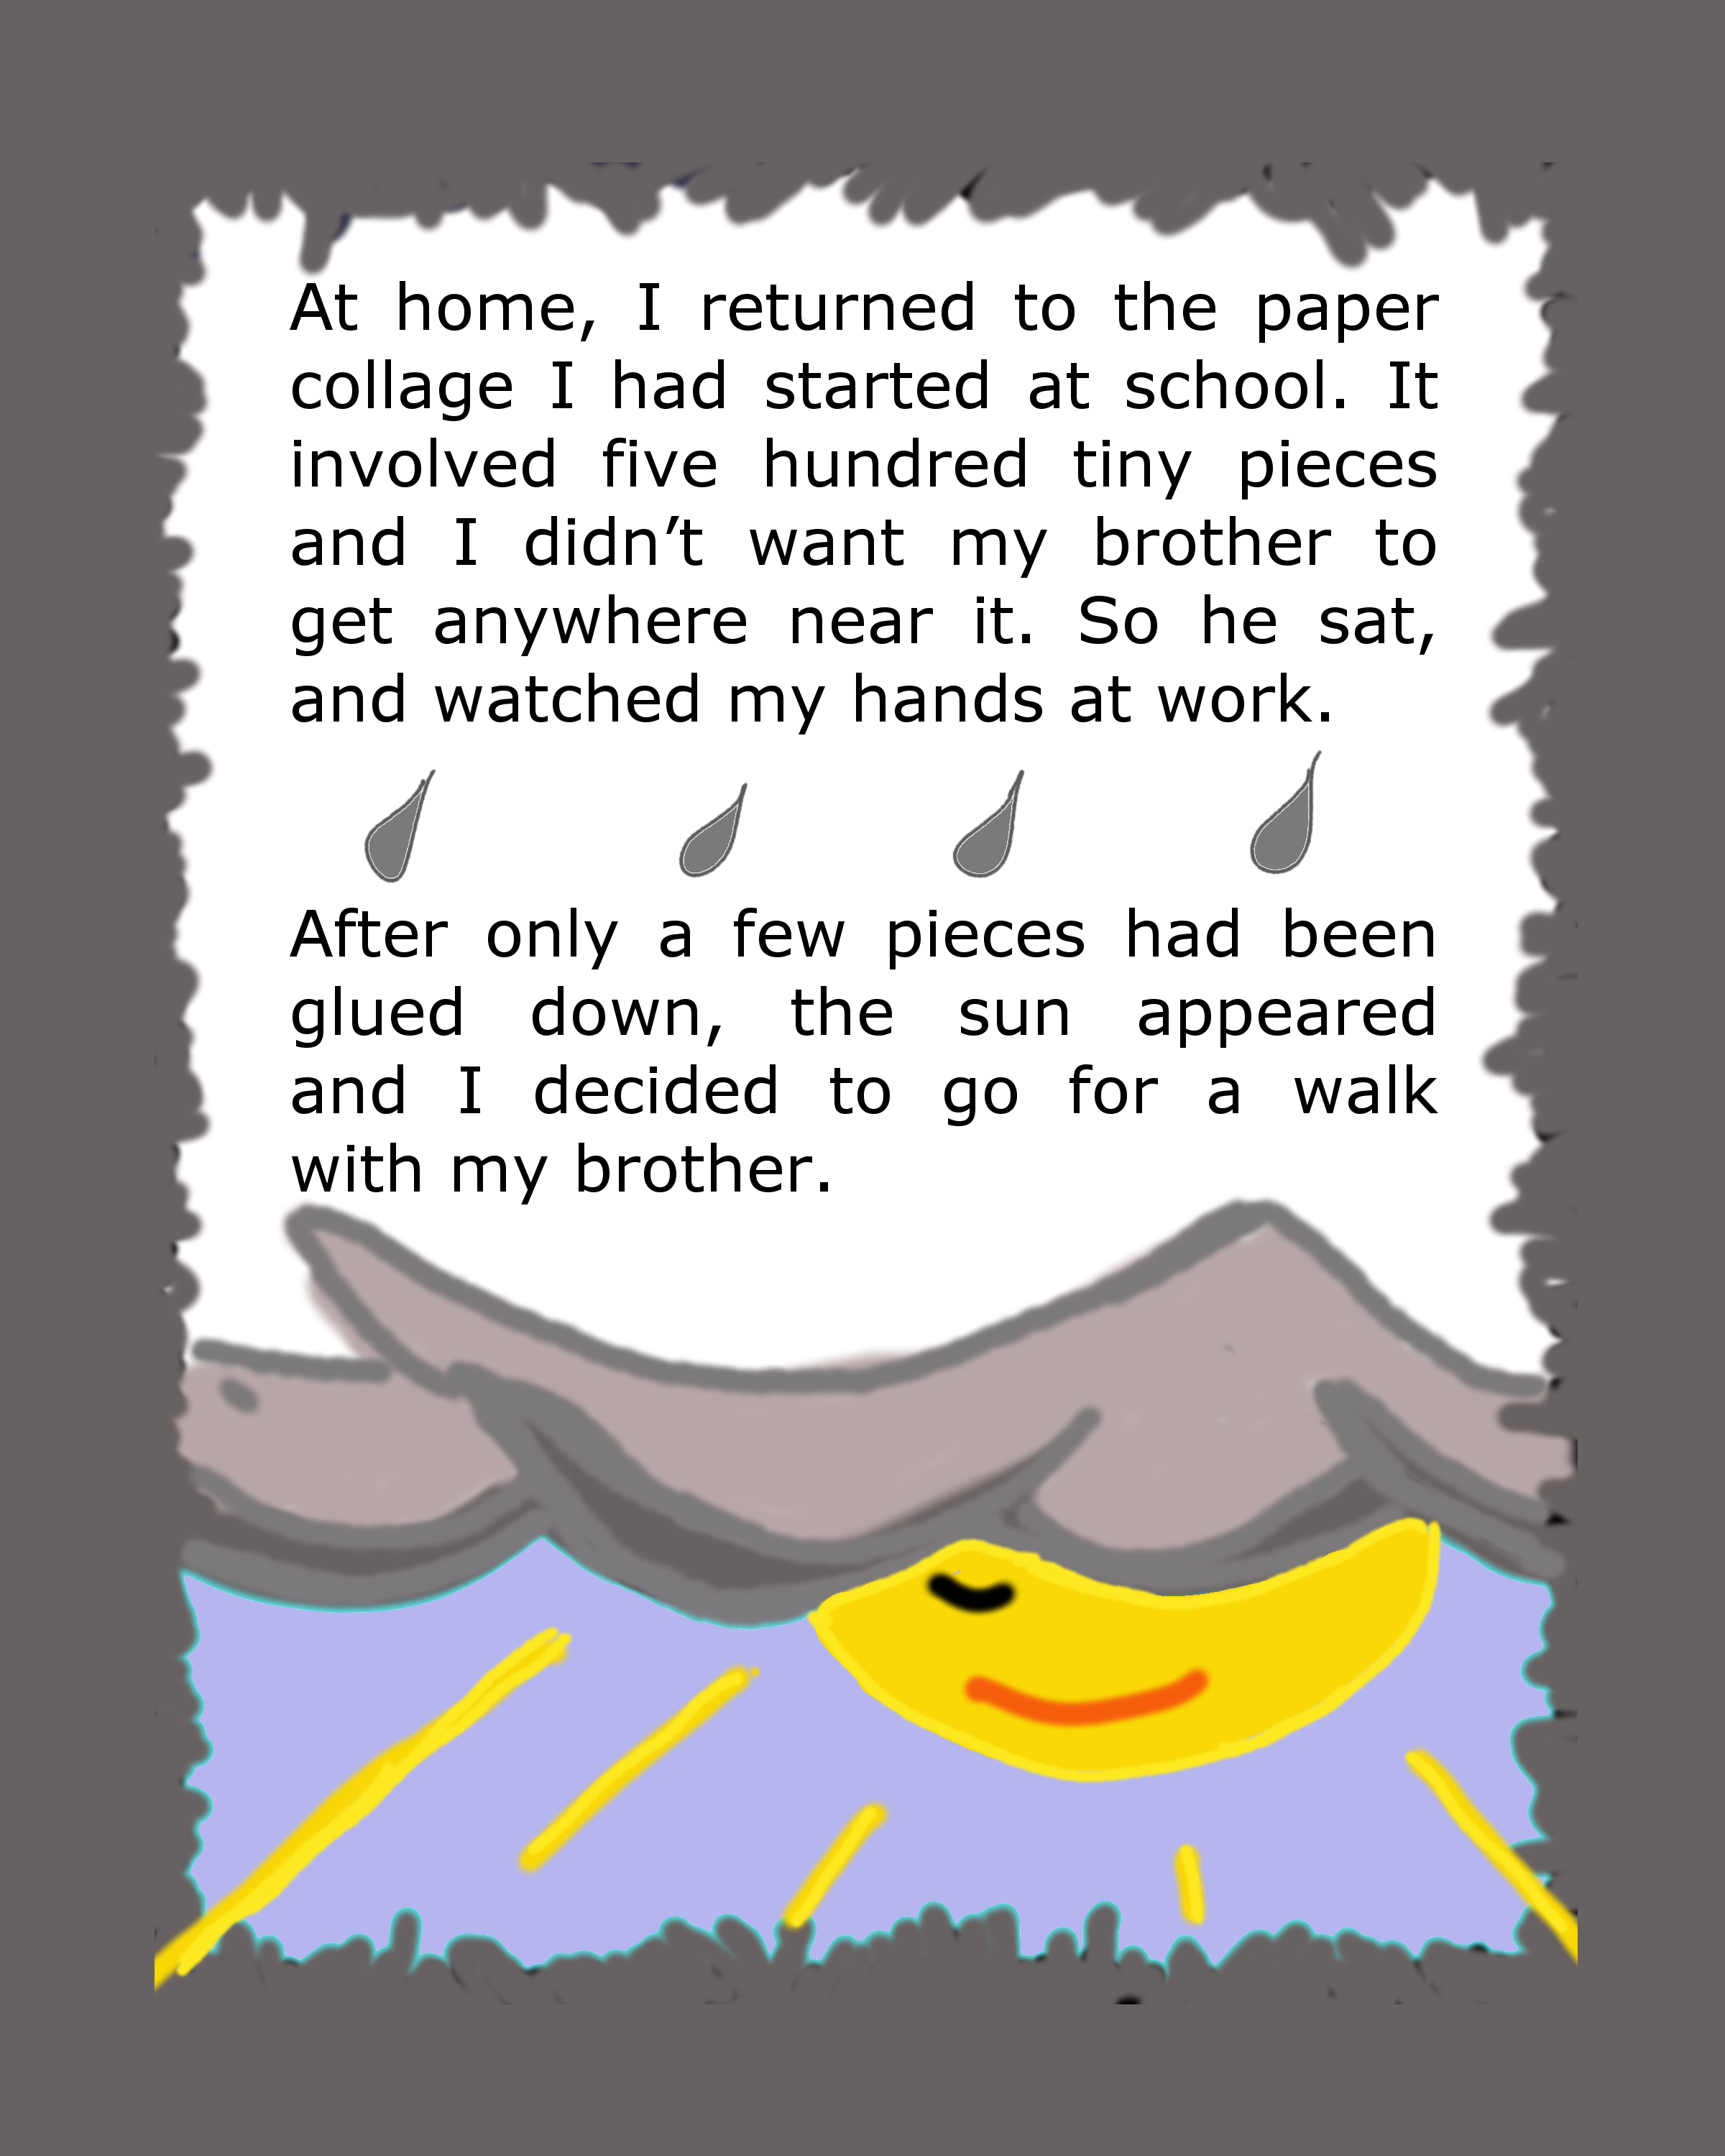 At home, I returned to the paper
collage I had started at school. It
involved five hundred tiny pieces
and I didn’t want my brother to
get anywhere near it. So he sat,
and watched my hands at work.
After only a few pieces had been
glued down, the sun appeared
and I decided to go for a walk
with my brother.